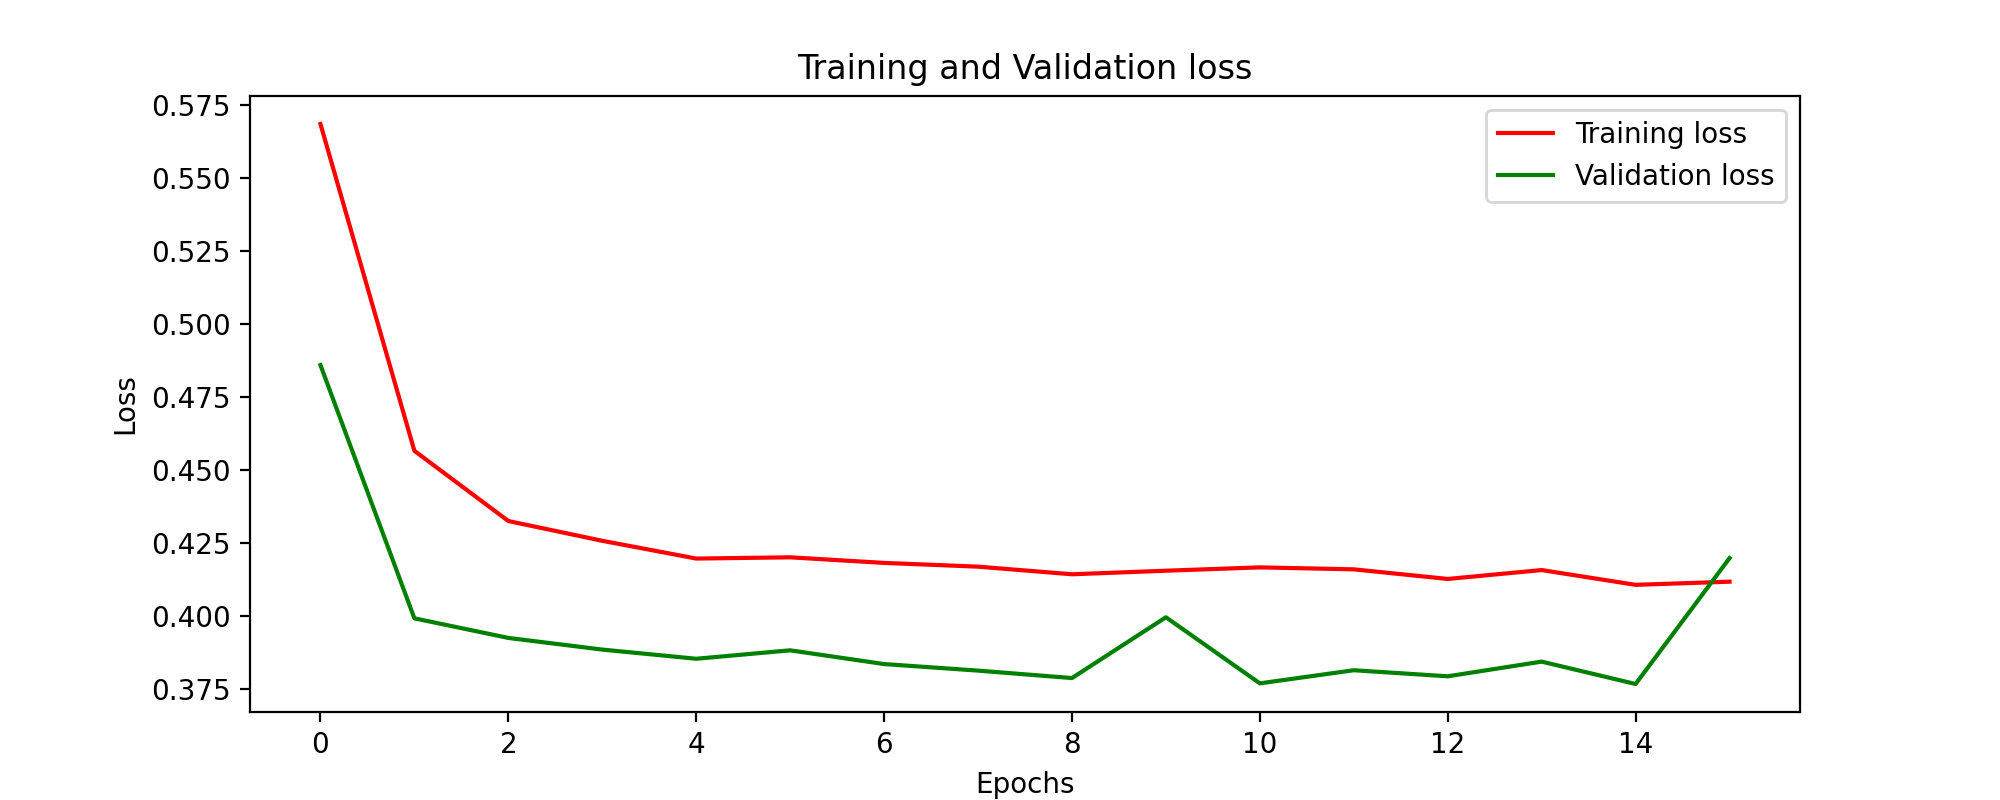 Training and Validation loss
Training loss
Validation loss
0.575
0.550
0.525
0.500
0.475
0.450
0.425
0.400
0.375
Loss
0 2 4 6 8 10 12 14
Epochs